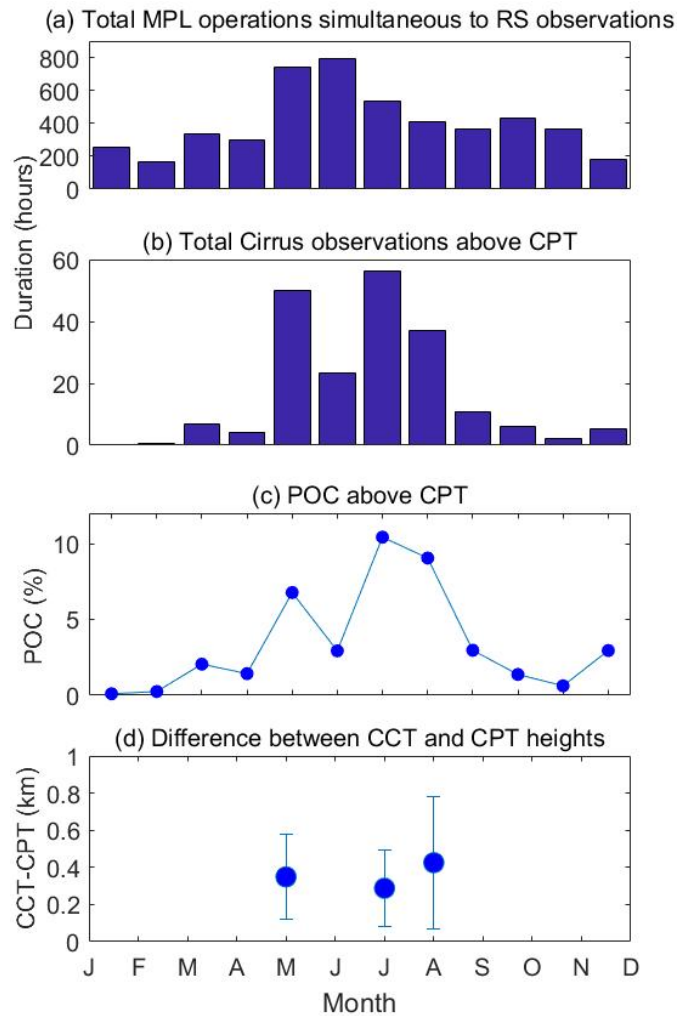 (a) Total MPL operations simultaneous to RS observations
800
600
400
200
0
Duration (hours)
(b) Total Cirrus observations above CPT
60
40
20
0
(c) POC above CPT
10
5
0
POC (%)
(d) Difference between CCT and CPT heights
1
0.8
0.6
0.4
0.2
0
CCT-CPT (km)
J F M A M J J A S O N D
Month